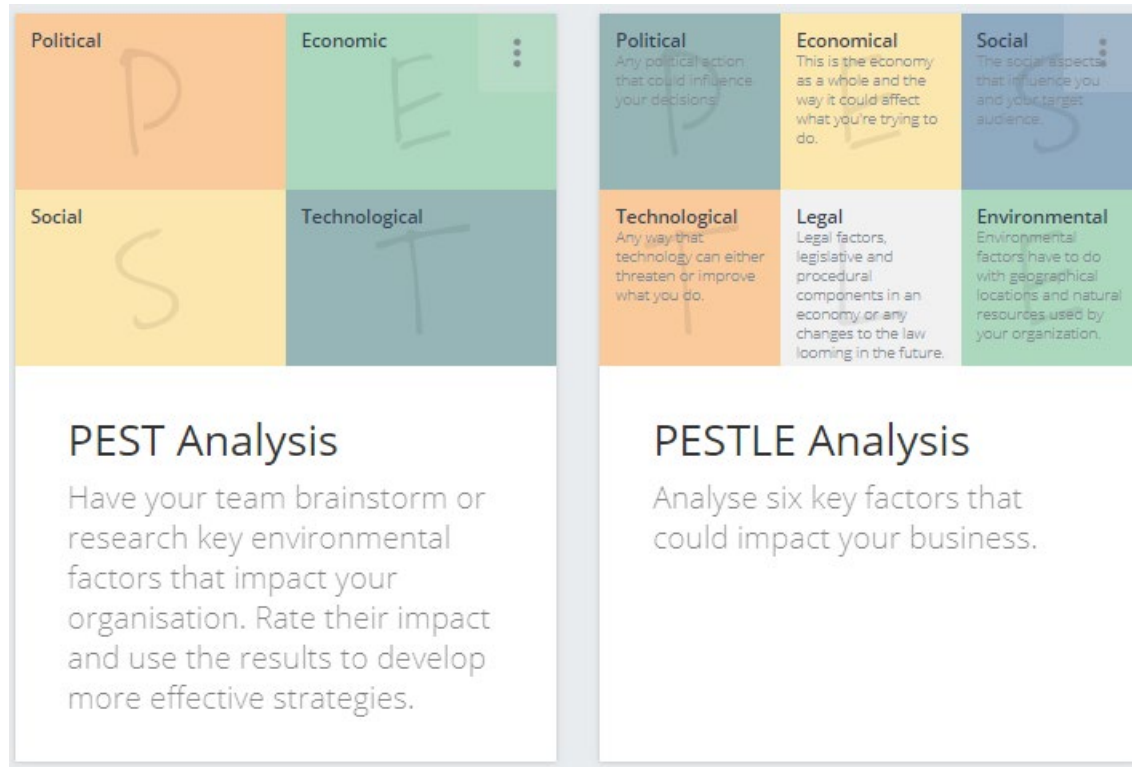 Political
P
Economic
E
Social
S
Technological
T
PEST Analysis
Have your team brainstorm or
research key environmental
factors that impact your
organisation. Rate their impact
and use the results to develop
more effective strategies.
Political
Any political action
that could influence
your decisions.
P
Economical
This is the economy
as a whole and the
way it could affect
what you're trying to
do.
E
Social
The social aspects
that influence you
and your target
audience.
S
Technological
Any way that
technology can either
threaten or improve
what you do.
T
Legal
Legal factors,
legislative and
procedural
components in an
economy or any
changes to the law
looming in the future.
L
Environmental
Environmental
factors have to do
with geographical
locations and natural
resources used by
your organization.
E
PESTLE Analysis
Analyse six key factors that
could impact your business.